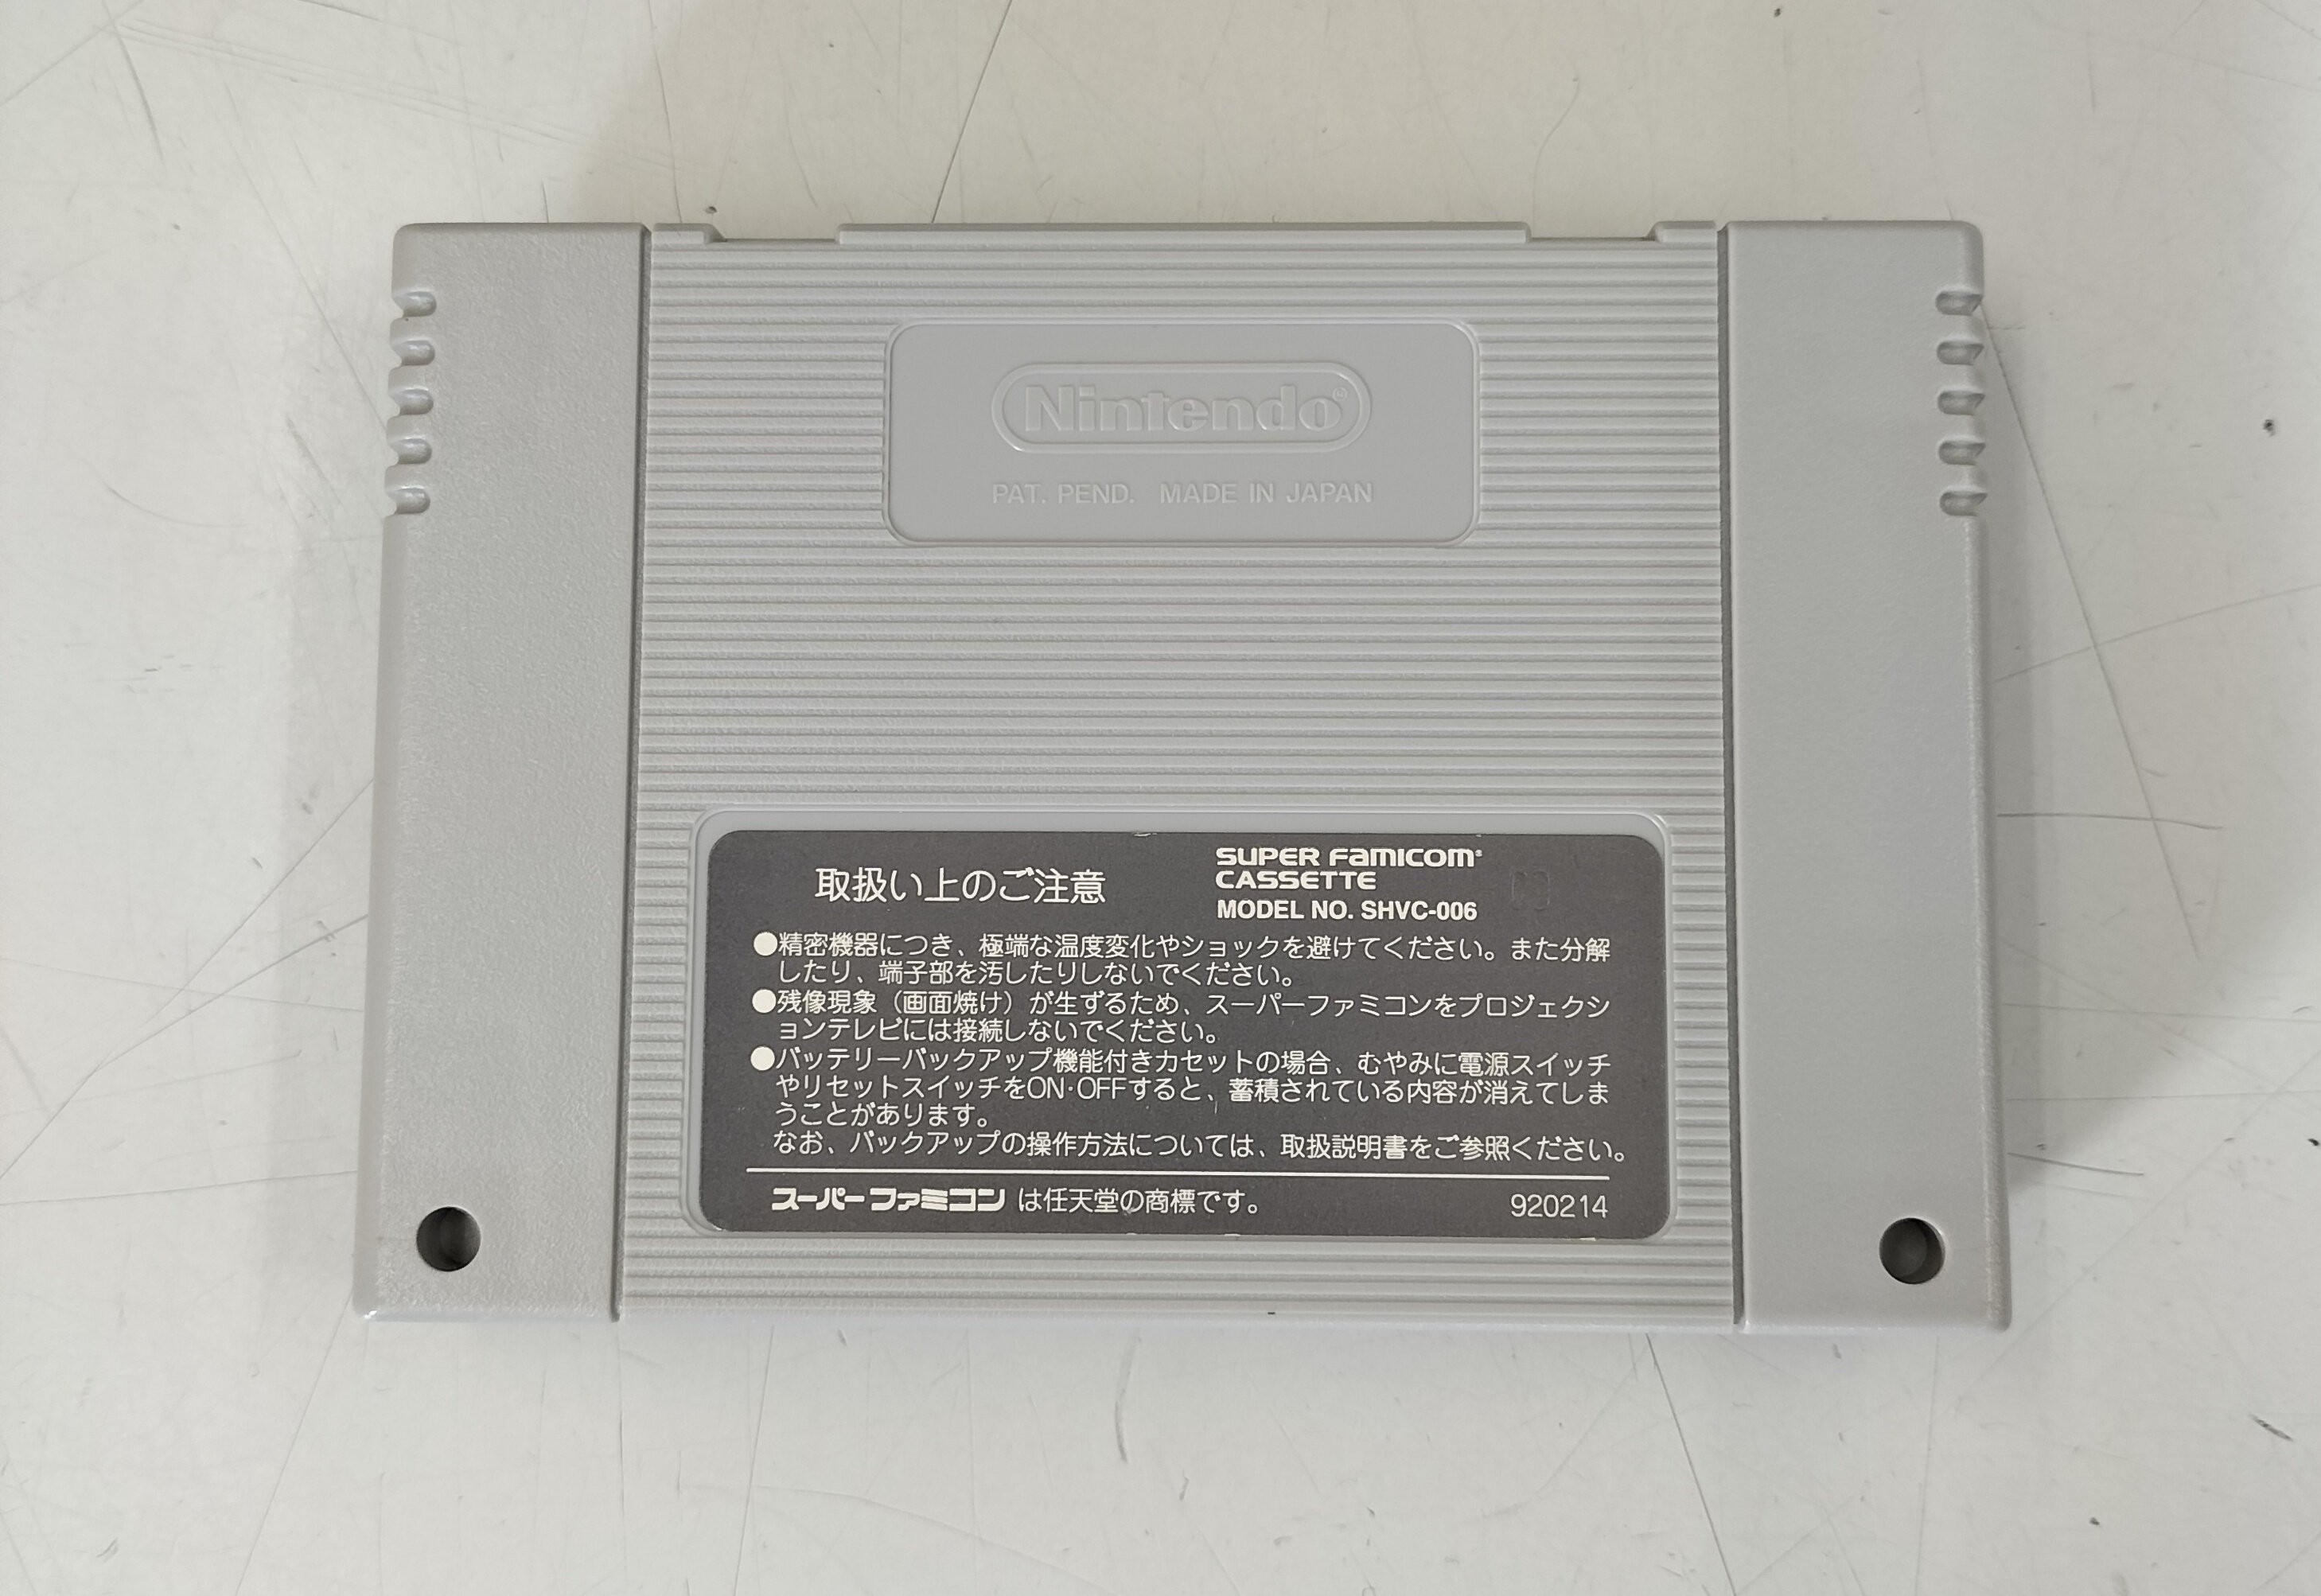 Nintendo®
PAT. PEND. MADE IN JAPAN
取扱い上のご注意
SUPER FAMICOM®
CASSETTE
MODEL NO. SHVC-006
●精密機器につき、極端な温度変化やショックを避けてください。また分解
したり、端子部を汚したりしないでください。
●残像現象（画面焼け）が生ずるため、スーパーファミコンをプロジェクシ
ョンテレビには接続しないでください。
●バッテリーバックアップ機能付きカセットの場合、むやみに電源スイッチ
やリセットスイッチをON·OFFすると、蓄積されている内容が消えてしま
うことがあります。
なお、バックアップの操作方法については、取扱説明書をご参照ください。
スーパーファミコン は任天堂の商標です。
920214